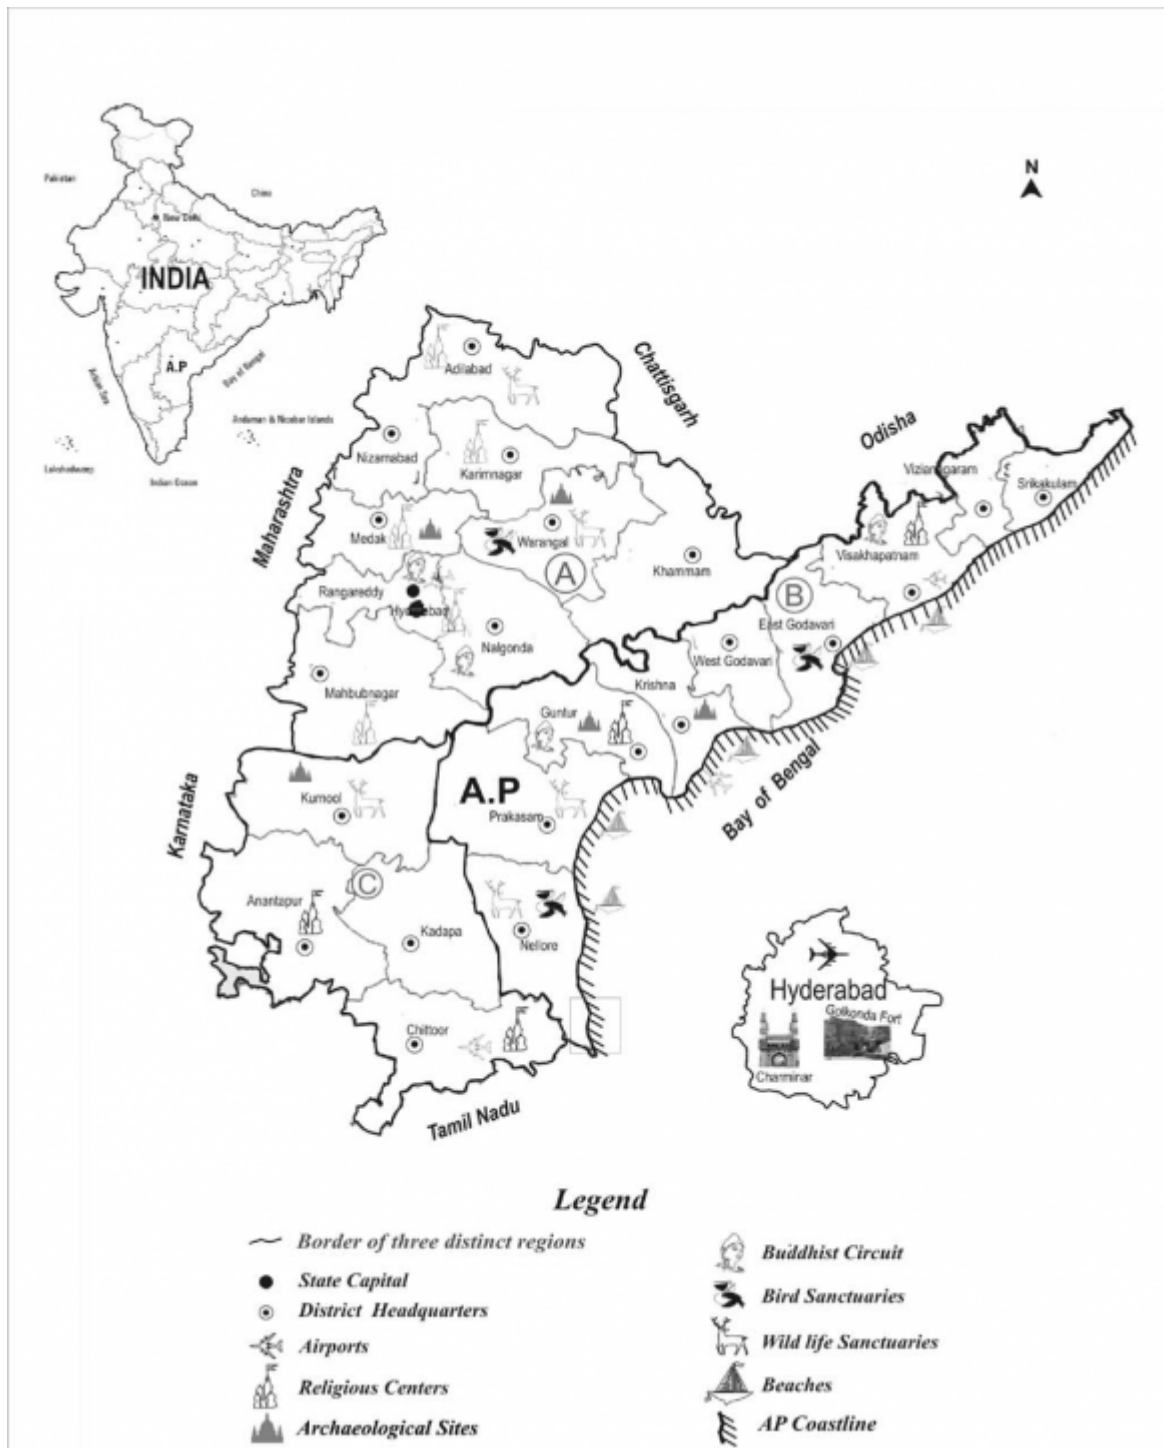 N
Pakistan
China
New Delhi
INDIA
A.P
Arabian Sea
Bay of Bengal
Andaman & Nicobar Islands
Lakshadweep
Indian Ocean
Chattisgarh
Odisha
Maharashtra
Karnataka
Tamil Nadu
Bay of Bengal
Adilabad
Nizamabad
Karimnagar
Medak
Warangal
A
Khammam
Rangareddy
Hyderabad
Nalgonda
Mahbubnagar
Vizianagaram
Srikakulam
Visakhapatnam
B
East Godavari
West Godavari
Krishna
Guntur
A.P
Prakasam
Kurnool
C
Anantapur
Kadapa
Nellore
Chittoor
Hyderabad
Golkonda Fort
Charminar
Legend
Border of three distinct regions
State Capital
District Headquarters
Airports
Religious Centers
Archaeological Sites
Buddhist Circuit
Bird Sanctuaries
Wild life Sanctuaries
Beaches
AP Coastline